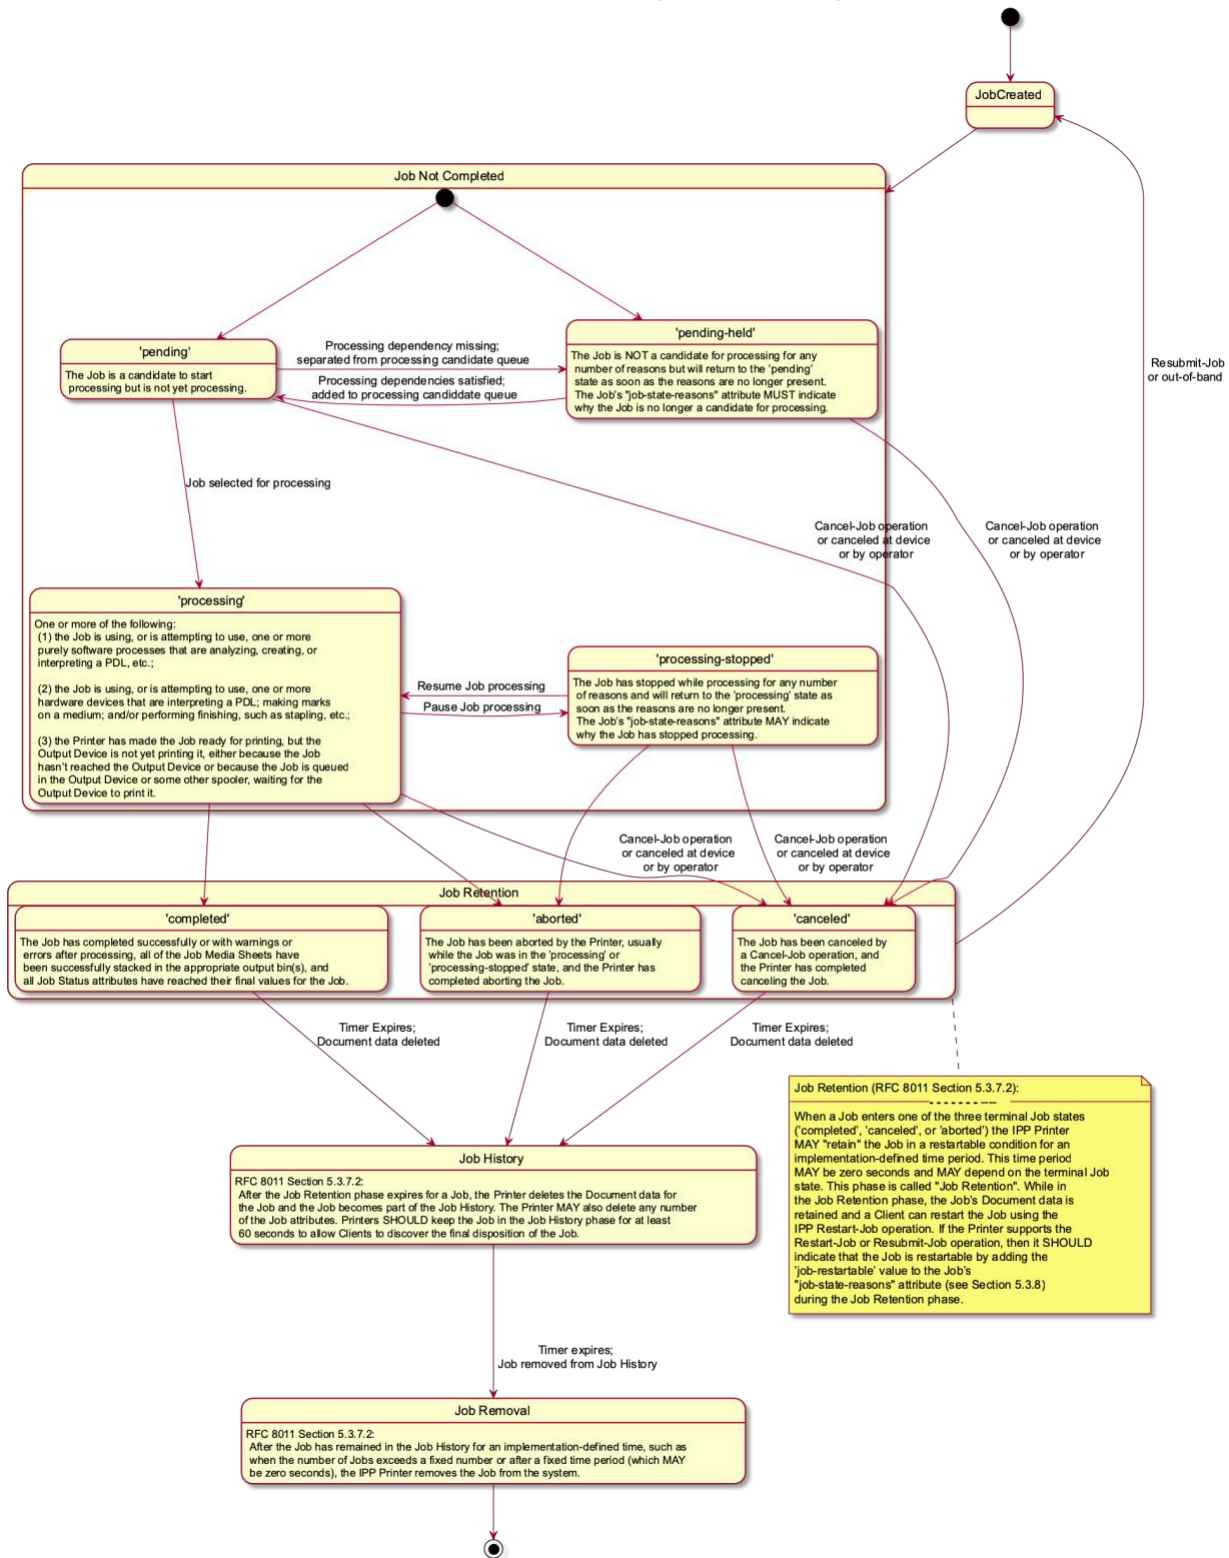 JobCreated
Job Not Completed
'pending'
The Job is a candidate to start
processing but is not yet processing.
Processing dependency missing;
separated from processing candidate queue
Processing dependencies satisfied;
added to processing candiddate queue
'pending-held'
The Job is NOT a candidate for processing for any
number of reasons but will return to the 'pending'
state as soon as the reasons are no longer present.
The Job's "job-state-reasons" attribute MUST indicate
why the Job is no longer a candidate for processing.
Resubmit-Job
or out-of-band
Job selected for processing
Cancel-Job operation
or canceled at device
or by operator
Cancel-Job operation
or canceled at device
or by operator
'processing'
One or more of the following:
(1) the Job is using, or is attempting to use, one or more
purely software processes that are analyzing, creating, or
interpreting a PDL, etc.;
(2) the Job is using, or is attempting to use, one or more
hardware devices that are interpreting a PDL; making marks
on a medium; and/or performing finishing, such as stapling, etc.;
(3) the Printer has made the Job ready for printing, but the
Output Device is not yet printing it, either because the Job
hasn't reached the Output Device or because the Job is queued
in the Output Device or some other spooler, waiting for the
Output Device to print it.
Resume Job processing
Pause Job processing
'processing-stopped'
The Job has stopped while processing for any number
of reasons and will return to the 'processing' state as
soon as the reasons are no longer present.
The Job's "job-state-reasons" attribute MAY indicate
why the Job has stopped processing.
Cancel-Job operation
or canceled at device
or by operator
Cancel-Job operation
or canceled at device
or by operator
Job Retention
'completed'
The Job has completed successfully or with warnings or
errors after processing, all of the Job Media Sheets have
been successfully stacked in the appropriate output bin(s), and
all Job Status attributes have reached their final values for the Job.
'aborted'
The Job has been aborted by the Printer, usually
while the Job was in the 'processing' or
'processing-stopped' state, and the Printer has
completed aborting the Job.
'canceled'
The Job has been canceled by
a Cancel-Job operation, and
the Printer has completed
canceling the Job.
Timer Expires;
Document data deleted
Timer Expires;
Document data deleted
Timer Expires;
Document data deleted
Job Retention (RFC 8011 Section 5.3.7.2):
When a Job enters one of the three terminal Job states
('completed', 'canceled', or 'aborted') the IPP Printer
MAY "retain" the Job in a restartable condition for an
implementation-defined time period. This time period
MAY be zero seconds and MAY depend on the terminal Job
state. This phase is called "Job Retention". While in
the Job Retention phase, the Job's Document data is
retained and a Client can restart the Job using the
IPP Restart-Job operation. If the Printer supports the
Restart-Job or Resubmit-Job operation, then it SHOULD
indicate that the Job is restartable by adding the
'job-restartable' value to the Job's
"job-state-reasons" attribute (see Section 5.3.8)
during the Job Retention phase.
Job History
RFC 8011 Section 5.3.7.2:
After the Job Retention phase expires for a Job, the Printer deletes the Document data for
the Job and the Job becomes part of the Job History. The Printer MAY also delete any number
of the Job attributes. Printers SHOULD keep the Job in the Job History phase for at least
60 seconds to allow Clients to discover the final disposition of the Job.
Timer expires;
Job removed from Job History
Job Removal
RFC 8011 Section 5.3.7.2:
After the Job has remained in the Job History for an implementation-defined time, such as
when the number of Jobs exceeds a fixed number or after a fixed time period (which MAY
be zero seconds), the IPP Printer removes the Job from the system.